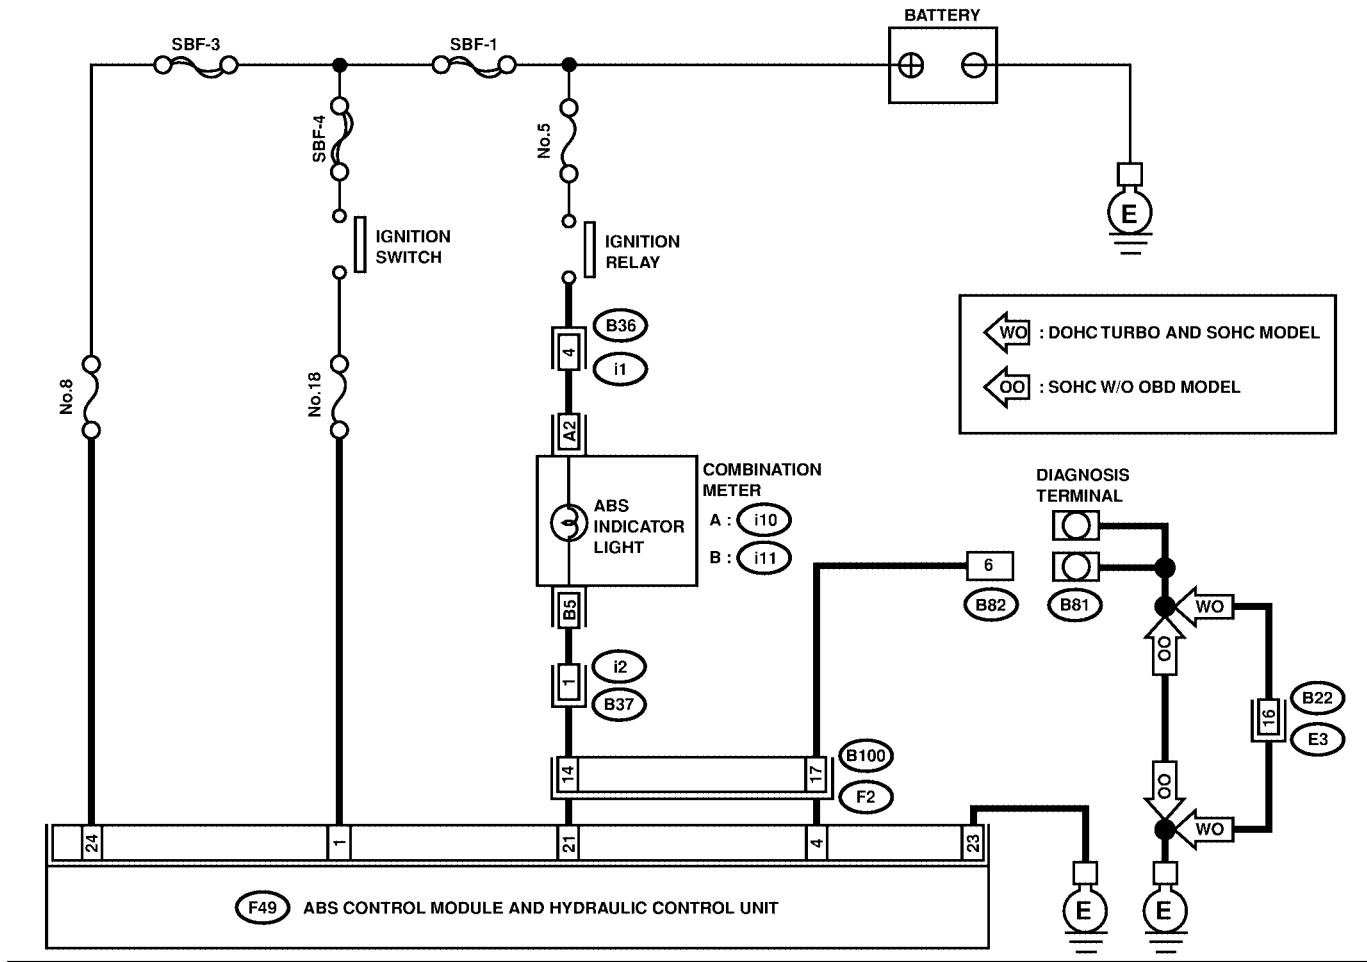 BATTERY
SBF-3
SBF-1
SBF-4
No.5
E
IGNITION
SWITCH
IGNITION
RELAY
B36
4
i1
WO : DOHC TURBO AND SOHC MODEL
OO : SOHC W/O OBD MODEL
No.8
No.18
A2
COMBINATION
METER
A : i10
B : i11
ABS
INDICATOR
LIGHT
DIAGNOSIS
TERMINAL
6
B82
B81
B5
WO
OO
i2
1
B37
B22
16
E3
14
17
B100
F2
OO
WO
24
1
21
4
23
F49 ABS CONTROL MODULE AND HYDRAULIC CONTROL UNIT
E
E